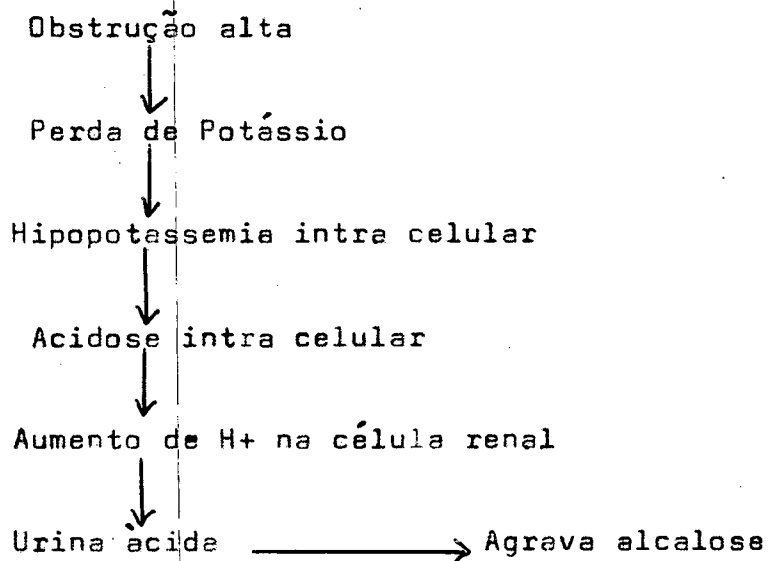 Obstrução alta
Perda de Potássio
Hipopotassemia intra celular
Acidose intra celular
Aumento de H+ na célula renal
Urina àcida Agrava alcalose